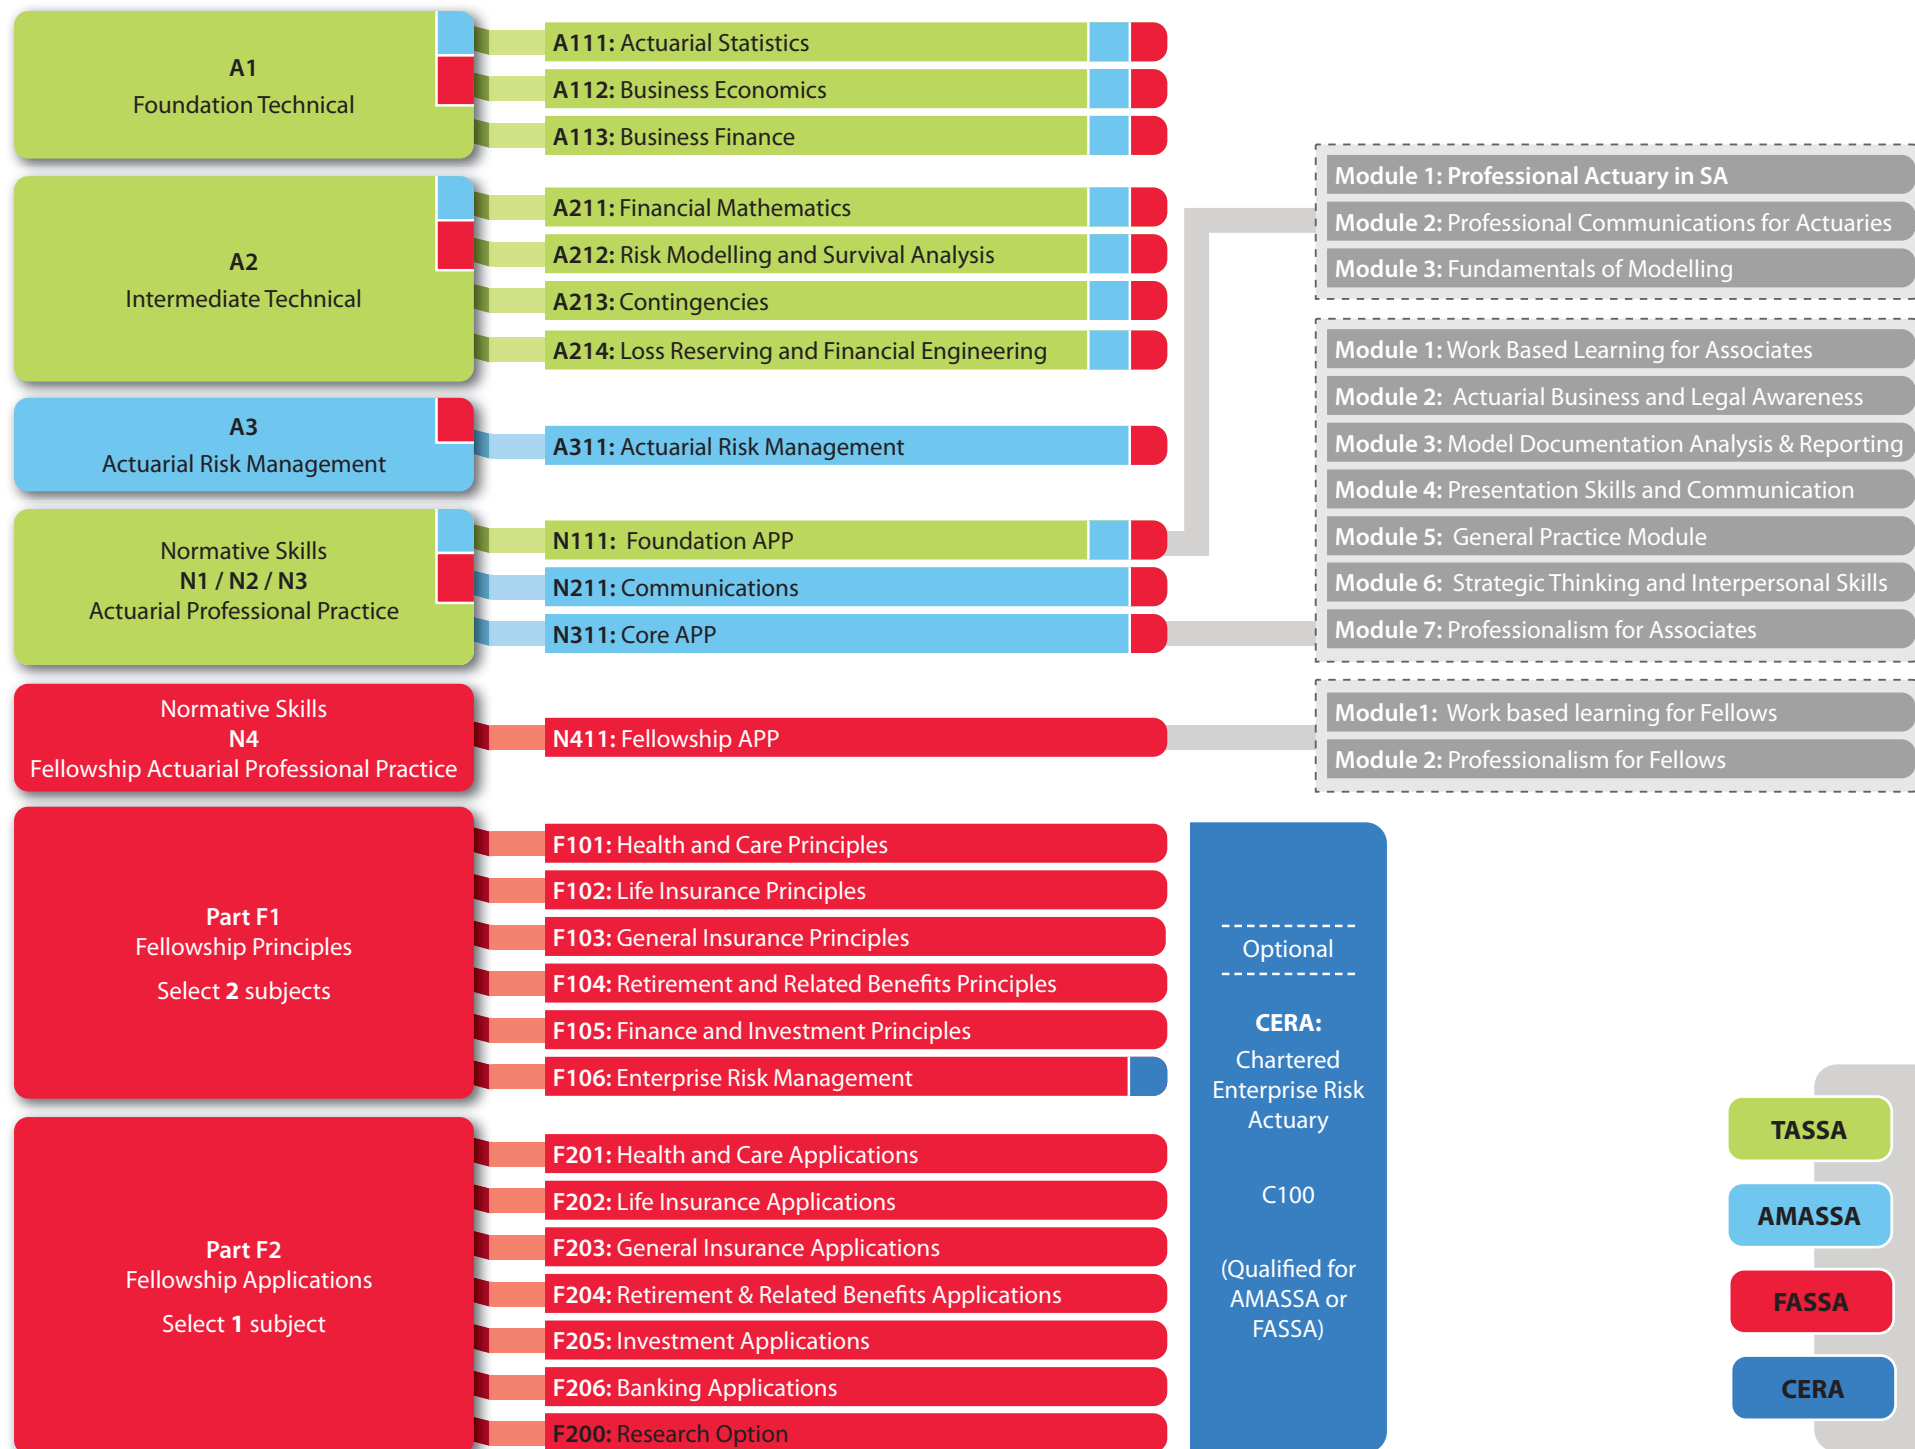 A1
Foundation Technical
A111: Actuarial Statistics
A112: Business Economics
A113: Business Finance
A2
Intermediate Technical
A211: Financial Mathematics
A212: Risk Modelling and Survival Analysis
A213: Contingencies
A214: Loss Reserving and Financial Engineering
A3
Actuarial Risk Management
A311: Actuarial Risk Management
Normative Skills
N1 / N2 / N3
Actuarial Professional Practice
N111: Foundation APP
N211: Communications
N311: Core APP
Module 1: Professional Actuary in SA
Module 2: Professional Communications for Actuaries
Module 3: Fundamentals of Modelling
Module 1: Work Based Learning for Associates
Module 2: Actuarial Business and Legal Awareness
Module 3: Model Documentation Analysis & Reporting
Module 4: Presentation Skills and Communication
Module 5: General Practice Module
Module 6: Strategic Thinking and Interpersonal Skills
Module 7: Professionalism for Associates
Normative Skills
N4
Fellowship Actuarial Professional Practice
N411: Fellowship APP
Module1: Work based learning for Fellows
Module 2: Professionalism for Fellows
Part F1
Fellowship Principles
Select 2 subjects
F101: Health and Care Principles
F102: Life Insurance Principles
F103: General Insurance Principles
F104: Retirement and Related Benefits Principles
F105: Finance and Investment Principles
F106: Enterprise Risk Management
Part F2
Fellowship Applications
Select 1 subject
F201: Health and Care Applications
F202: Life Insurance Applications
F203: General Insurance Applications
F204: Retirement & Related Benefits Applications
F205: Investment Applications
F206: Banking Applications
F200: Research Option
Optional
CERA:
Chartered
Enterprise Risk
Actuary
C100
(Qualified for
AMASSA or
FASSA)
TASSA
AMASSA
FASSA
CERA